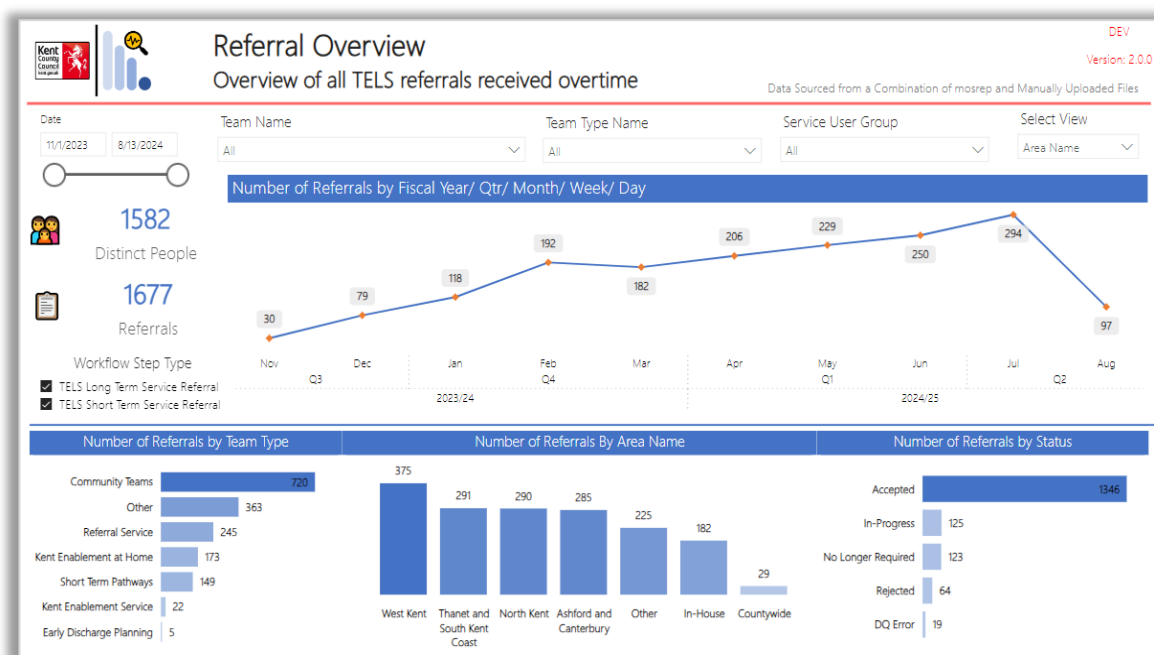 Kent
County
Council
kent.gov.uk
Referral Overview
Overview of all TELS referrals received overtime
DEV
Version: 2.0.0
Data Sourced from a Combination of mosrep and Manually Uploaded Files
Date
11/1/2023 8/13/2024
Team Name
All
Team Type Name
All
Service User Group
All
Select View
Area Name
Number of Referrals by Fiscal Year/ Qtr/ Month/ Week/ Day
1582
Distinct People
1677
Referrals
Workflow Step Type
TELS Long Term Service Referral
TELS Short Term Service Referral
30 79 118 192 182 206 229 250 294 97
Nov Dec Jan Feb Mar Apr May Jun Jul Aug
Q3 Q4 Q1 Q2
2023/24 2024/25
Number of Referrals by Team Type
Community Teams 720
Other 363
Referral Service 245
Kent Enablement at Home 173
Short Term Pathways 149
Kent Enablement Service 22
Early Discharge Planning 5
Number of Referrals By Area Name
375 291 290 285 225 182 29
West Kent
Thanet and
South Kent
Coast
North Kent
Ashford and
Canterbury
Other
In-House
Countywide
Number of Referrals by Status
Accepted 1346
In-Progress 125
No Longer Required 123
Rejected 64
DQ Error 19